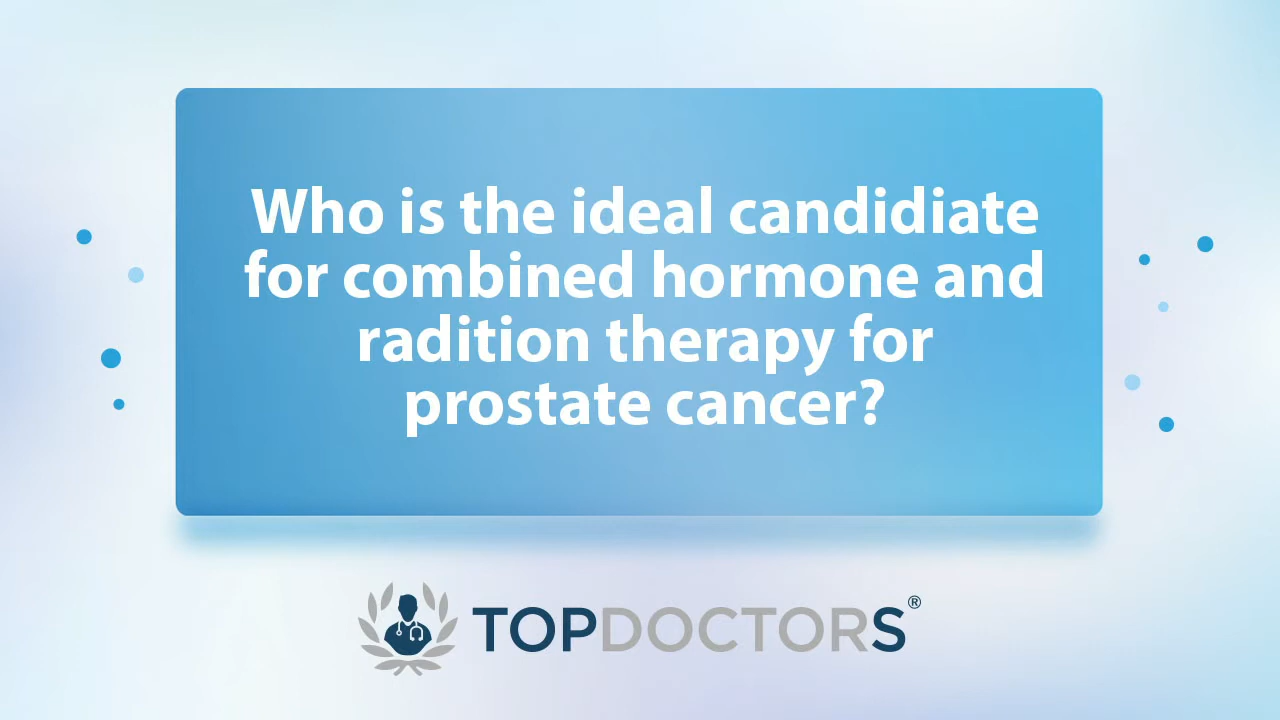 Who is the ideal candidiate
for combined hormone and
radition therapy for
prostate cancer?
TOPDOCTORS®